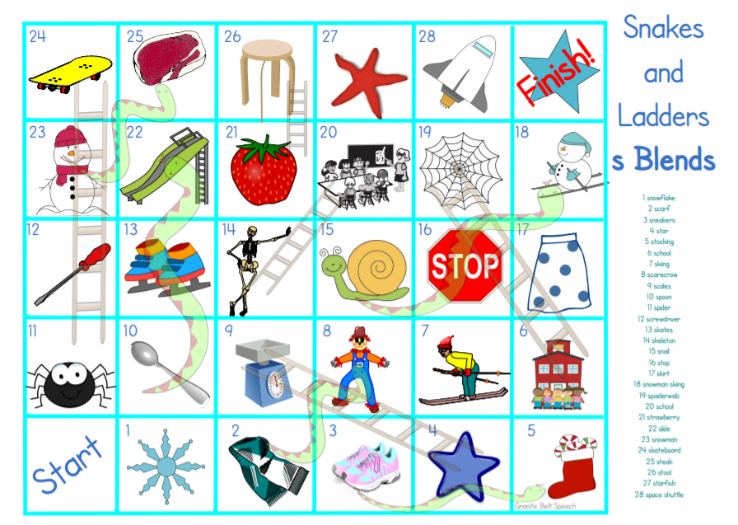 Snakes
and
Ladders
s Blends
24
25
26
27
28
Finish!
23
22
21
20
19
18
12
13
14
15
16
17
STOP
11
10
9
8
7
6
Start
1
2
3
4
5
Granite Belt Speech
1 snowflake
2 scarf
3 sneakers
4 star
5 stocking
6 school
7 skiing
8 scarecrow
9 scales
10 spoon
11 spider
12 screwdriver
13 skates
14 skeleton
15 snail
16 stop
17 skirt
18 snowman skiing
19 spaiderweb
20 school
21 strawberry
22 slide
23 snowman
24 skateboard
25 steak
26 stool
27 starfish
28 space shuttle